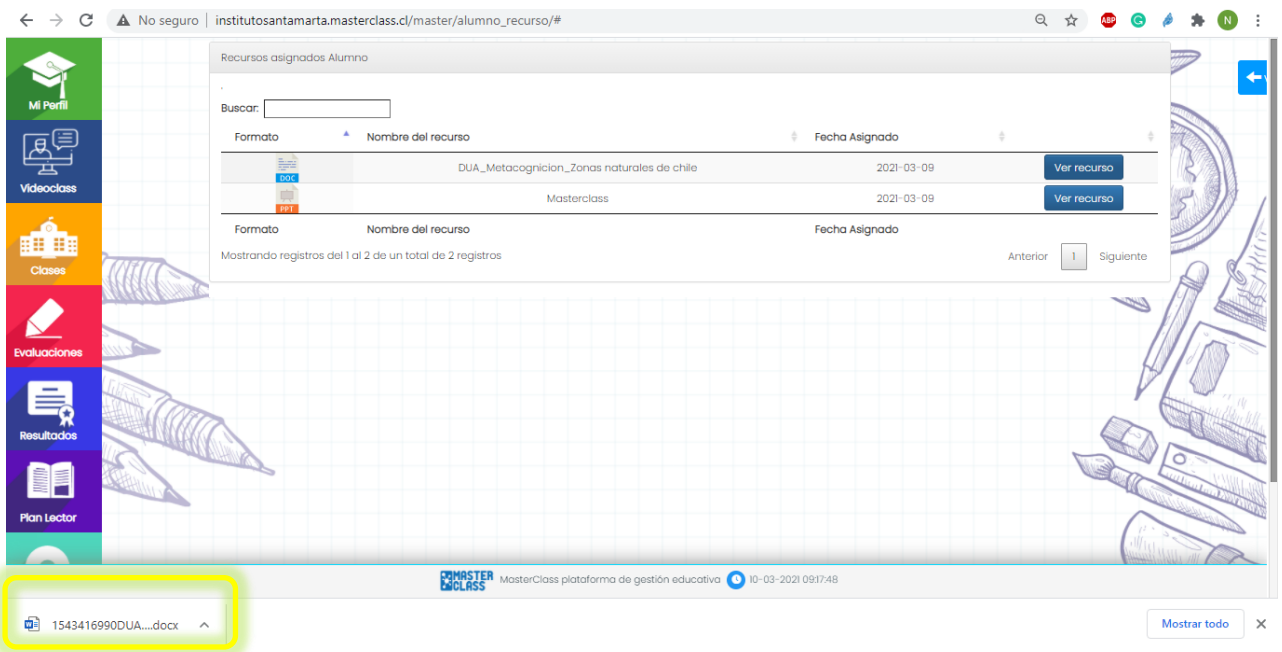 No seguro | institutosantamarta.masterclass.cl/master/alumno_recurso/#
ABP
G
N
Mi Perfil
Videoclass
Clases
Evaluaciones
Resultados
Plan Lector
Recursos asignados Alumno
.
Buscar:
Formato Nombre del recurso Fecha Asignado
DOC DUA_Metacognicion_Zonas naturales de chile 2021-03-09 Ver recurso
PPT Masterclass 2021-03-09 Ver recurso
Formato Nombre del recurso Fecha Asignado
Mostrando registros del 1 al 2 de un total de 2 registros Anterior 1 Siguiente
MASTER CLASS MasterClass plataforma de gestión educativa 10-03-2021 09:17:48
1543416990DUA....docx Mostrar todo